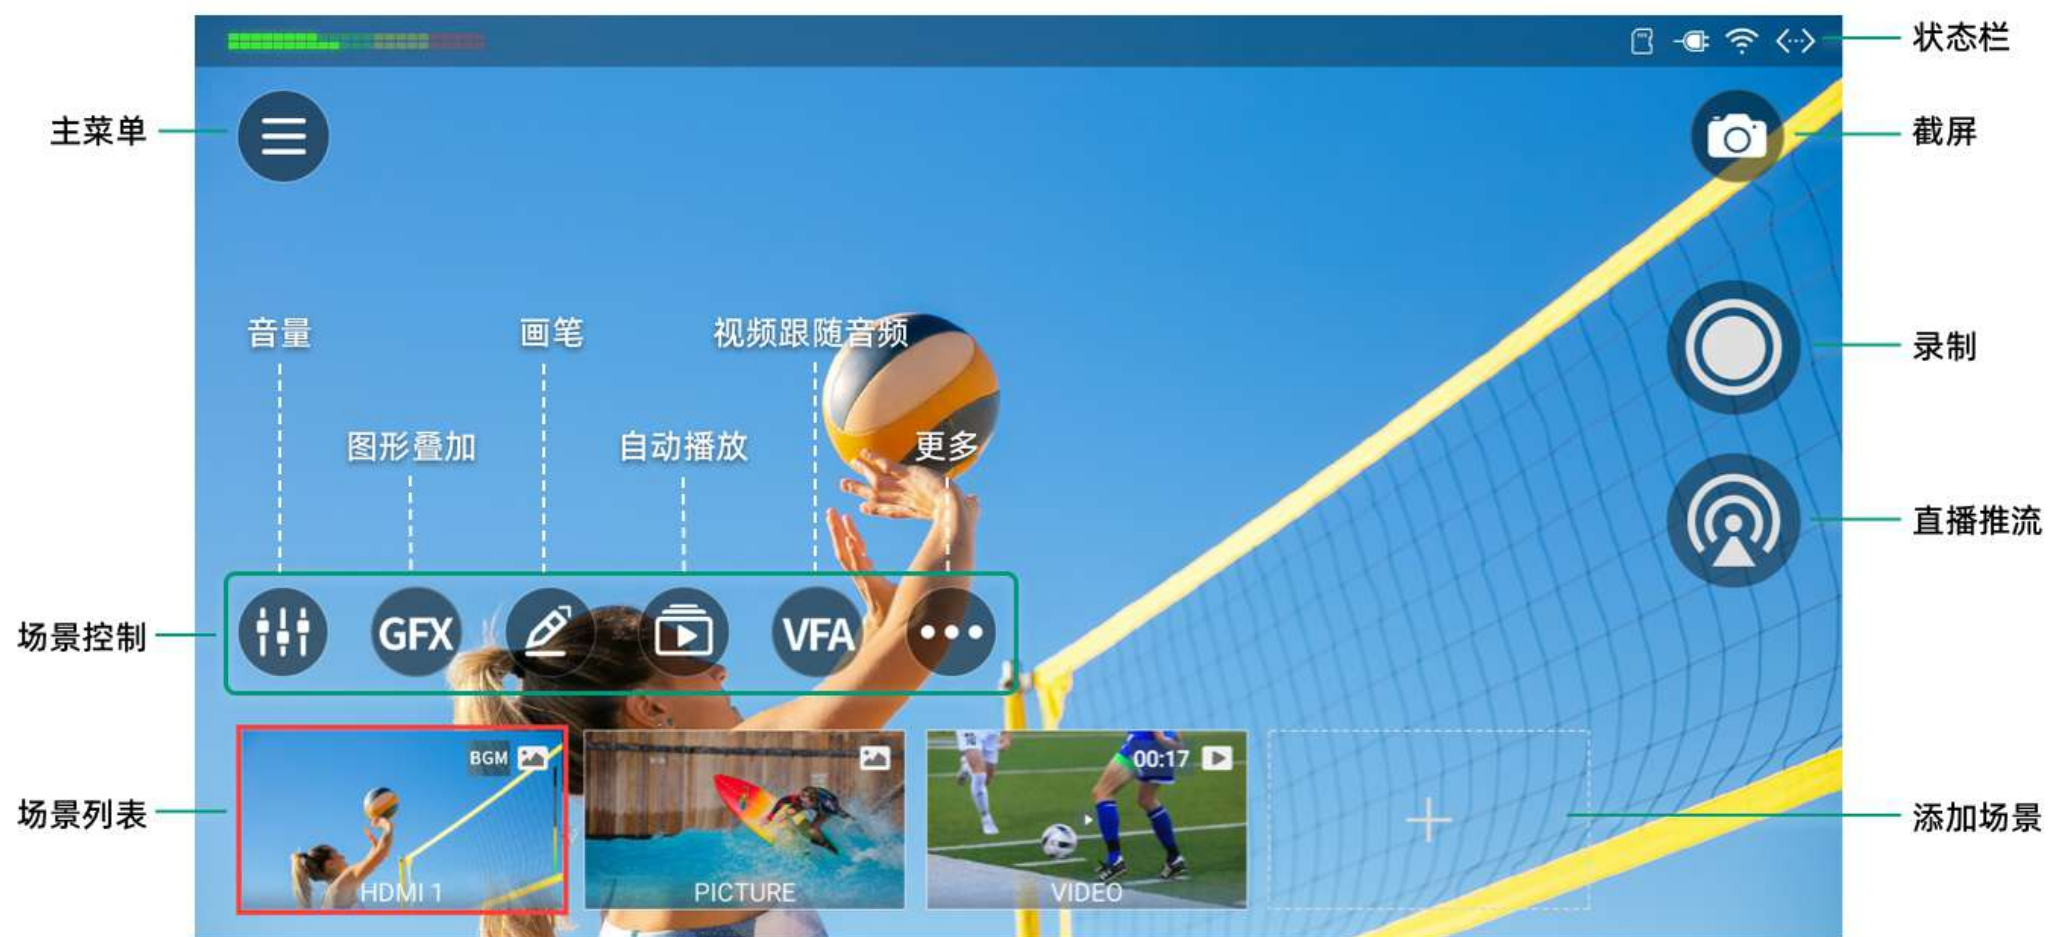 状态栏
主菜单
截屏
音量
画笔
视频跟随音频
录制
图形叠加
自动播放
更多
直播推流
场景控制
GFX
VFA
BGM
00:17
场景列表
添加场景
HDMI 1
PICTURE
VIDEO